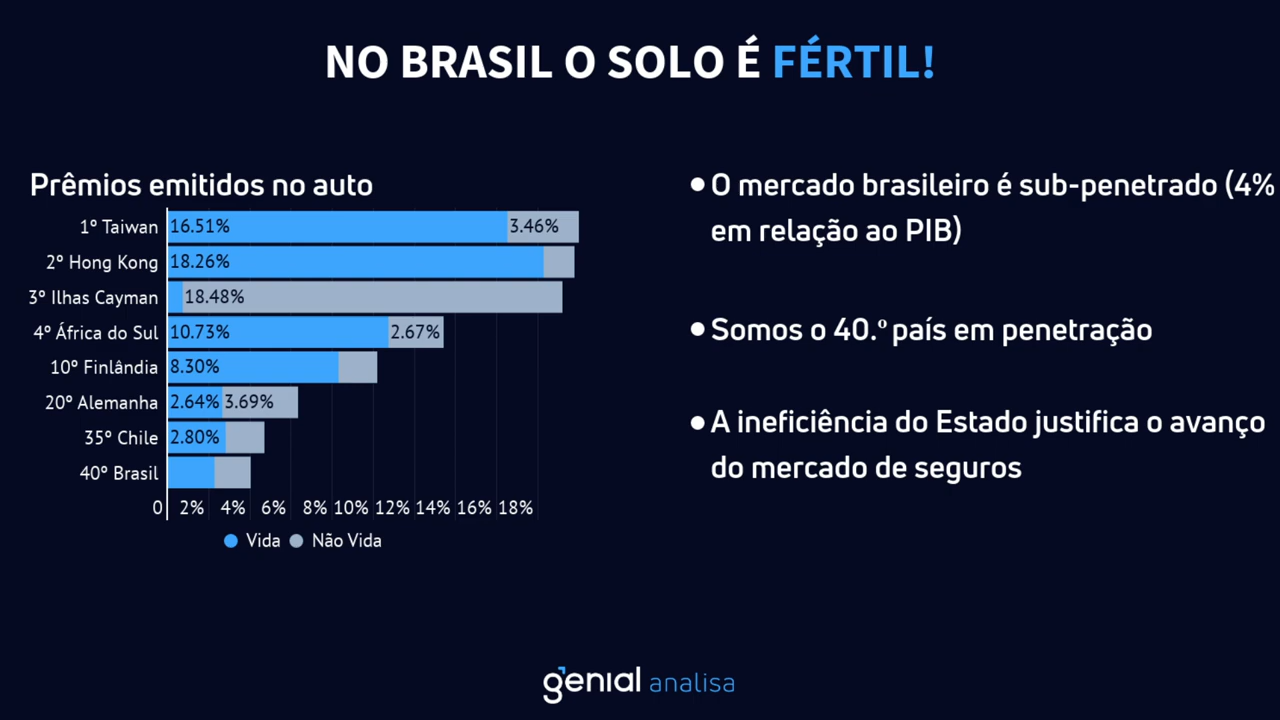 NO BRASIL O SOLO É FÉRTIL!
Prêmios emitidos no auto
1º Taiwan 16.51% 3.46%
2º Hong Kong 18.26%
3º Ilhas Cayman 18.48%
4º África do Sul 10.73% 2.67%
10º Finlândia 8.30%
20º Alemanha 2.64% 3.69%
35º Chile 2.80%
40º Brasil
0 2% 4% 6% 8% 10% 12% 14% 16% 18%
Vida Não Vida
● O mercado brasileiro é sub-penetrado (4%
em relação ao PIB)
● Somos o 40.º país em penetração
● A ineficiência do Estado justifica o avanço
do mercado de seguros
genial analisa